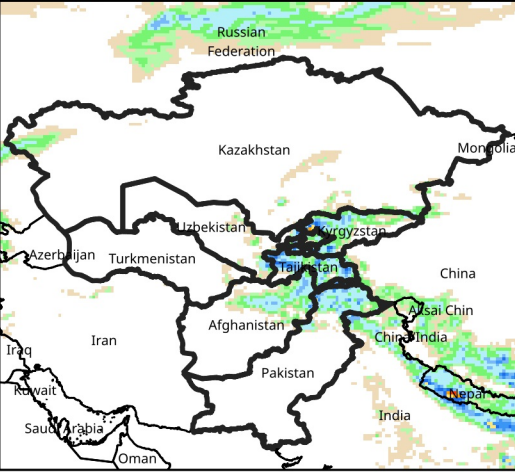 Russian
Federation
Kazakhstan
Mongolia
Uzbekistan
Kyrgyzstan
Azerbaijan
Turkmenistan
Tajikistan
China
Afghanistan
Aksai Chin
China/India
Iran
Iraq
Pakistan
Kuwait
Nepal
India
Saudi Arabia
Oman